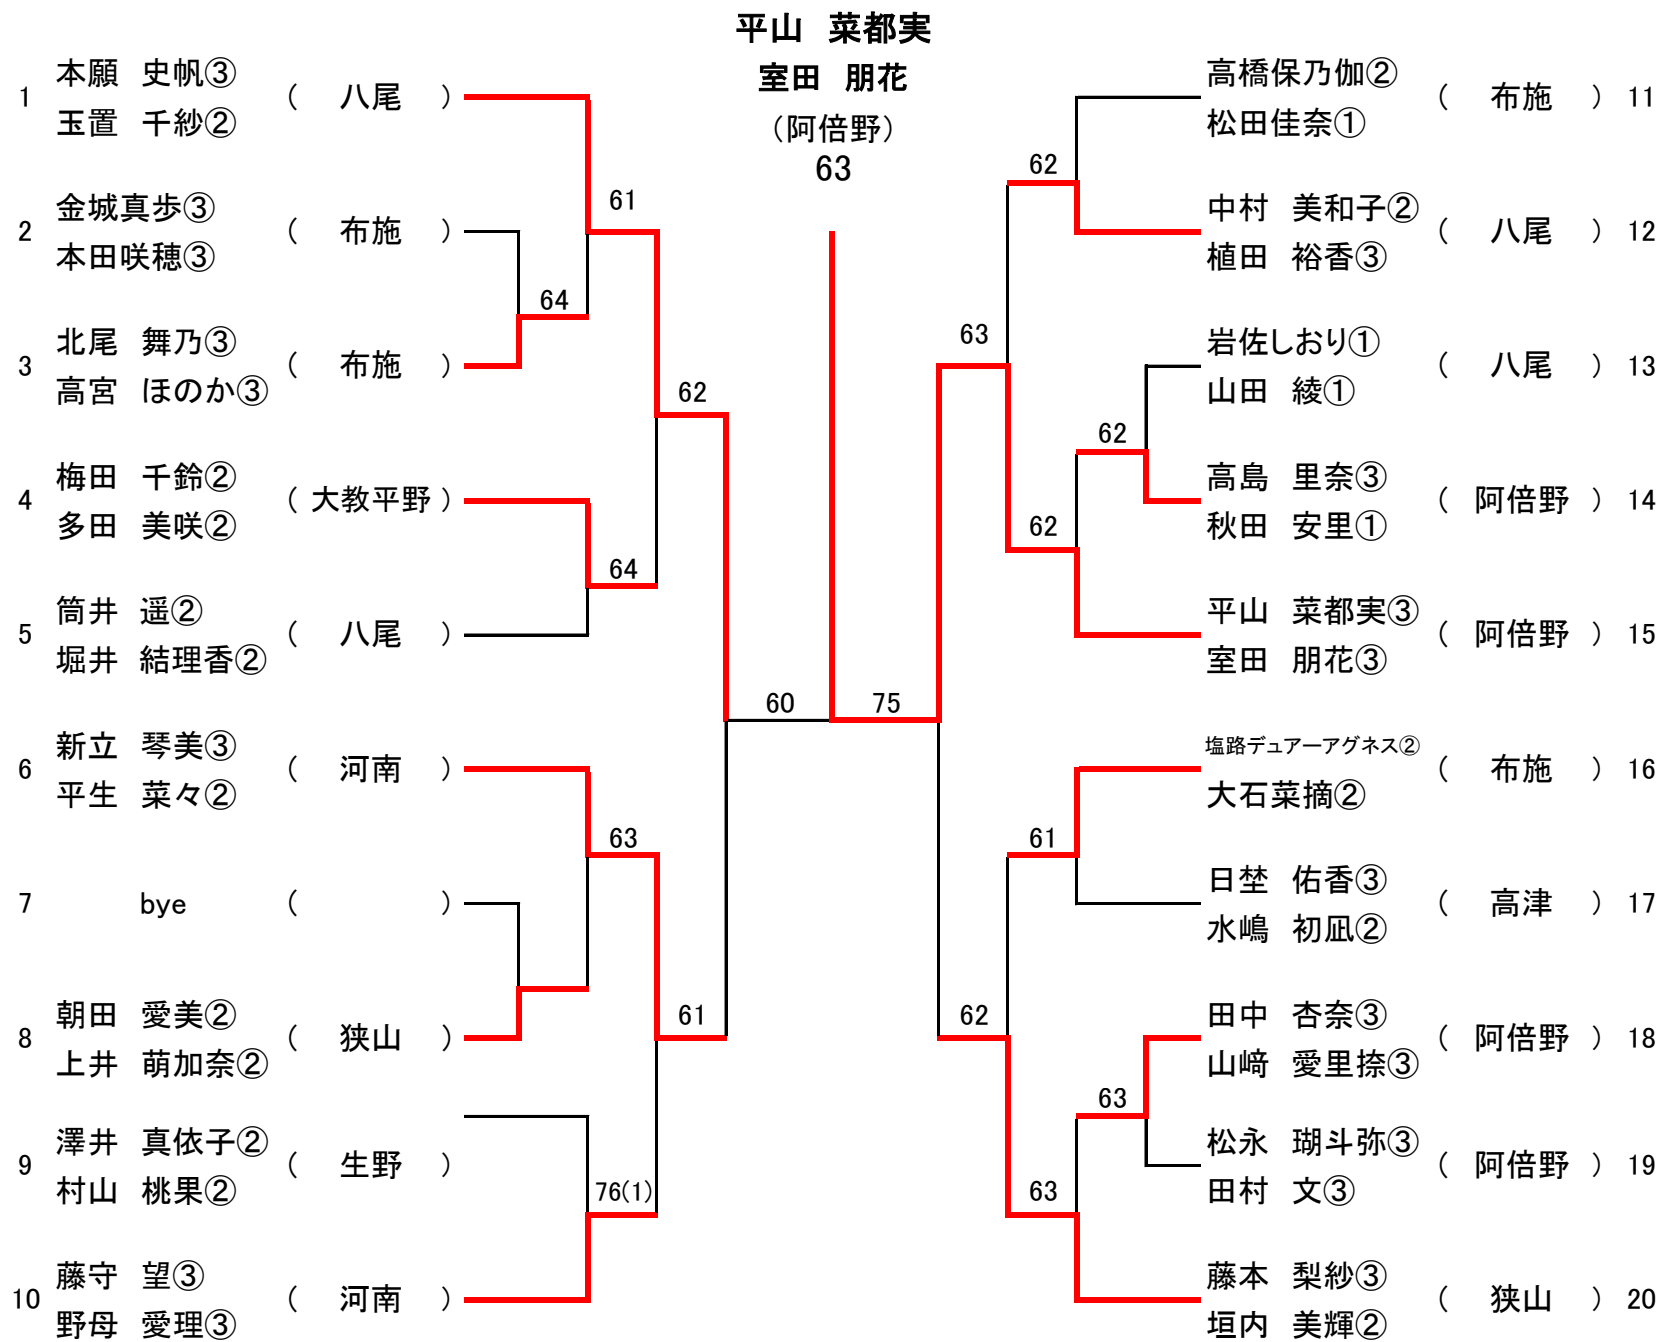 平山 菜都実
室田 朋花
（阿倍野）
63
1 本願 史帆③ 玉置 千紗② （ 八尾 ）
2 金城真歩③ 本田咲穂③ （ 布施 ）
3 北尾 舞乃③ 高宮 ほのか③ （ 布施 ）
4 梅田 千鈴② 多田 美咲② （ 大教平野 ）
5 筒井 遥② 堀井 結理香② （ 八尾 ）
6 新立 琴美③ 平生 菜々② （ 河南 ）
7 bye （ ）
8 朝田 愛美② 上井 萌加奈② （ 狭山 ）
9 澤井 真依子② 村山 桃果② （ 生野 ）
10 藤守 望③ 野母 愛理③ （ 河南 ）
61
64
62
64
60
63
61
76(1)
75
62
63
62
62
61
62
63
63
高橋保乃伽② 松田佳奈① （ 布施 ） 11
中村 美和子② 植田 裕香③ （ 八尾 ） 12
岩佐しおり① 山田 綾① （ 八尾 ） 13
高島 里奈③ 秋田 安里① （ 阿倍野 ） 14
平山 菜都実③ 室田 朋花③ （ 阿倍野 ） 15
塩路デュアーアグネス② 大石菜摘② （ 布施 ） 16
日埜 佑香③ 水嶋 初凪② （ 高津 ） 17
田中 杏奈③ 山﨑 愛里捺③ （ 阿倍野 ） 18
松永 瑚斗弥③ 田村 文③ （ 阿倍野 ） 19
藤本 梨紗③ 垣内 美輝② （ 狭山 ） 20